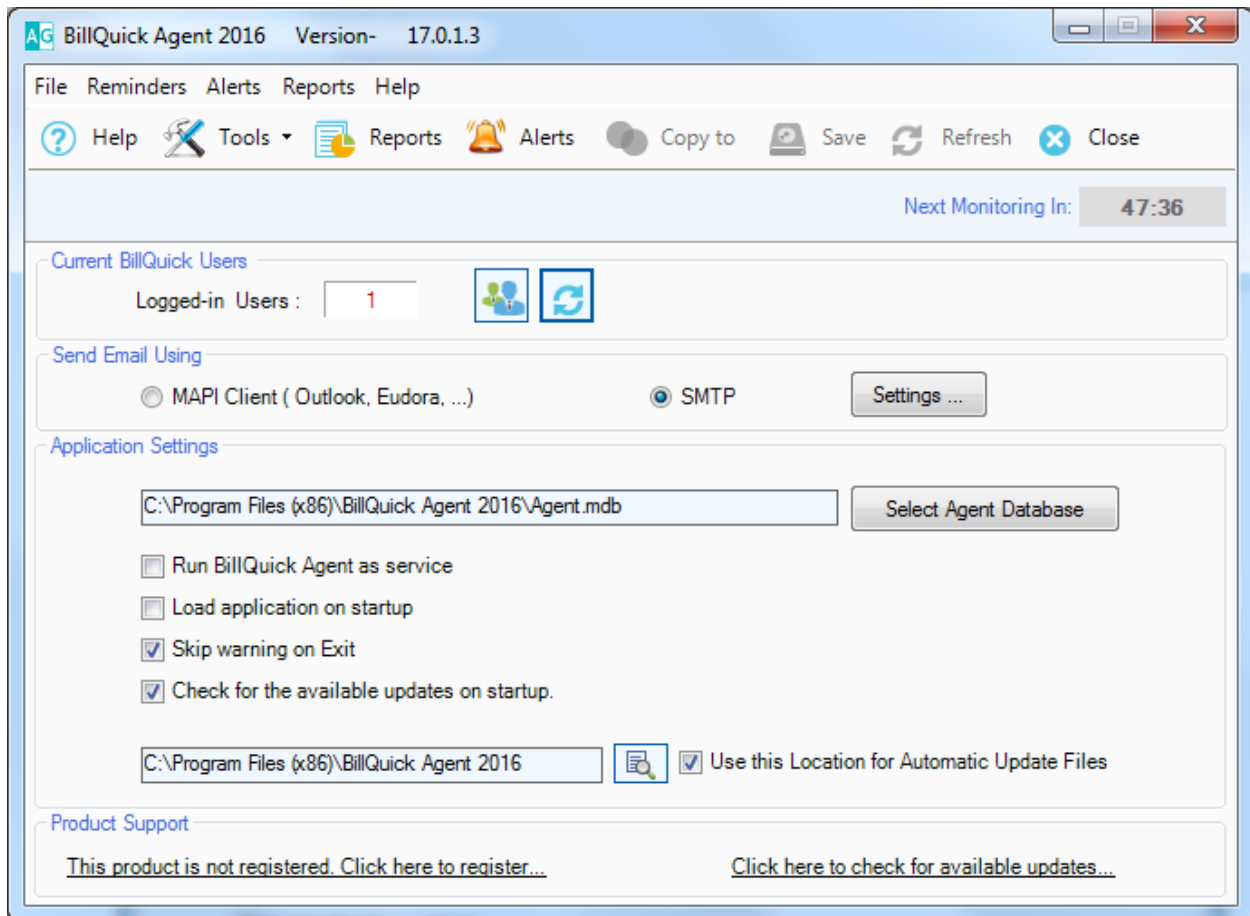 AG BillQuick Agent 2016 Version- 17.0.1.3
File Reminders Alerts Reports Help
Help Tools Reports Alerts Copy to Save Refresh Close
Next Monitoring In: 47:36
Current BillQuick Users
Logged-in Users : 1
Send Email Using
MAPI Client ( Outlook, Eudora, ...) SMTP Settings ...
Application Settings
C:\Program Files (x86)\BillQuick Agent 2016\Agent.mdb Select Agent Database
Run BillQuick Agent as service
Load application on startup
Skip warning on Exit
Check for the available updates on startup.
C:\Program Files (x86)\BillQuick Agent 2016 Use this Location for Automatic Update Files
Product Support
This product is not registered. Click here to register... Click here to check for available updates...